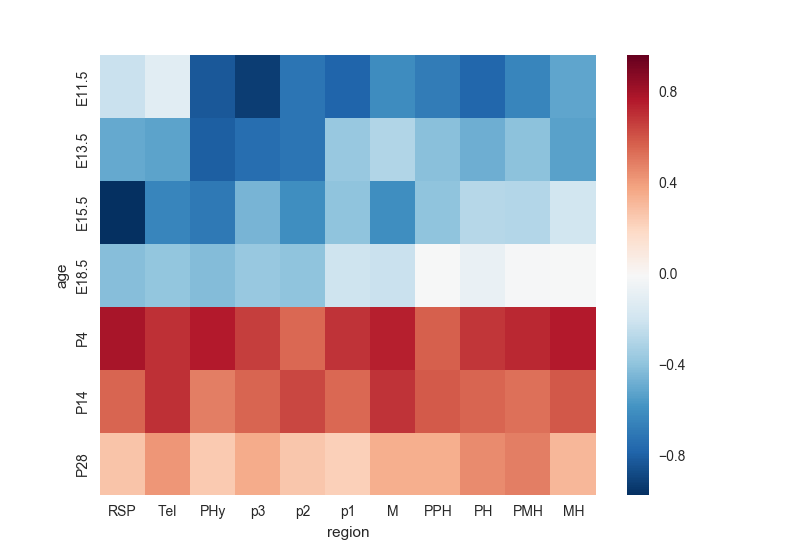 E11.5
E13.5
E15.5
E18.5
P4
P14
P28
age
RSP Tel PHy p3 p2 p1 M PPH PH PMH MH
region
0.8
0.4
0.0
−0.4
−0.8